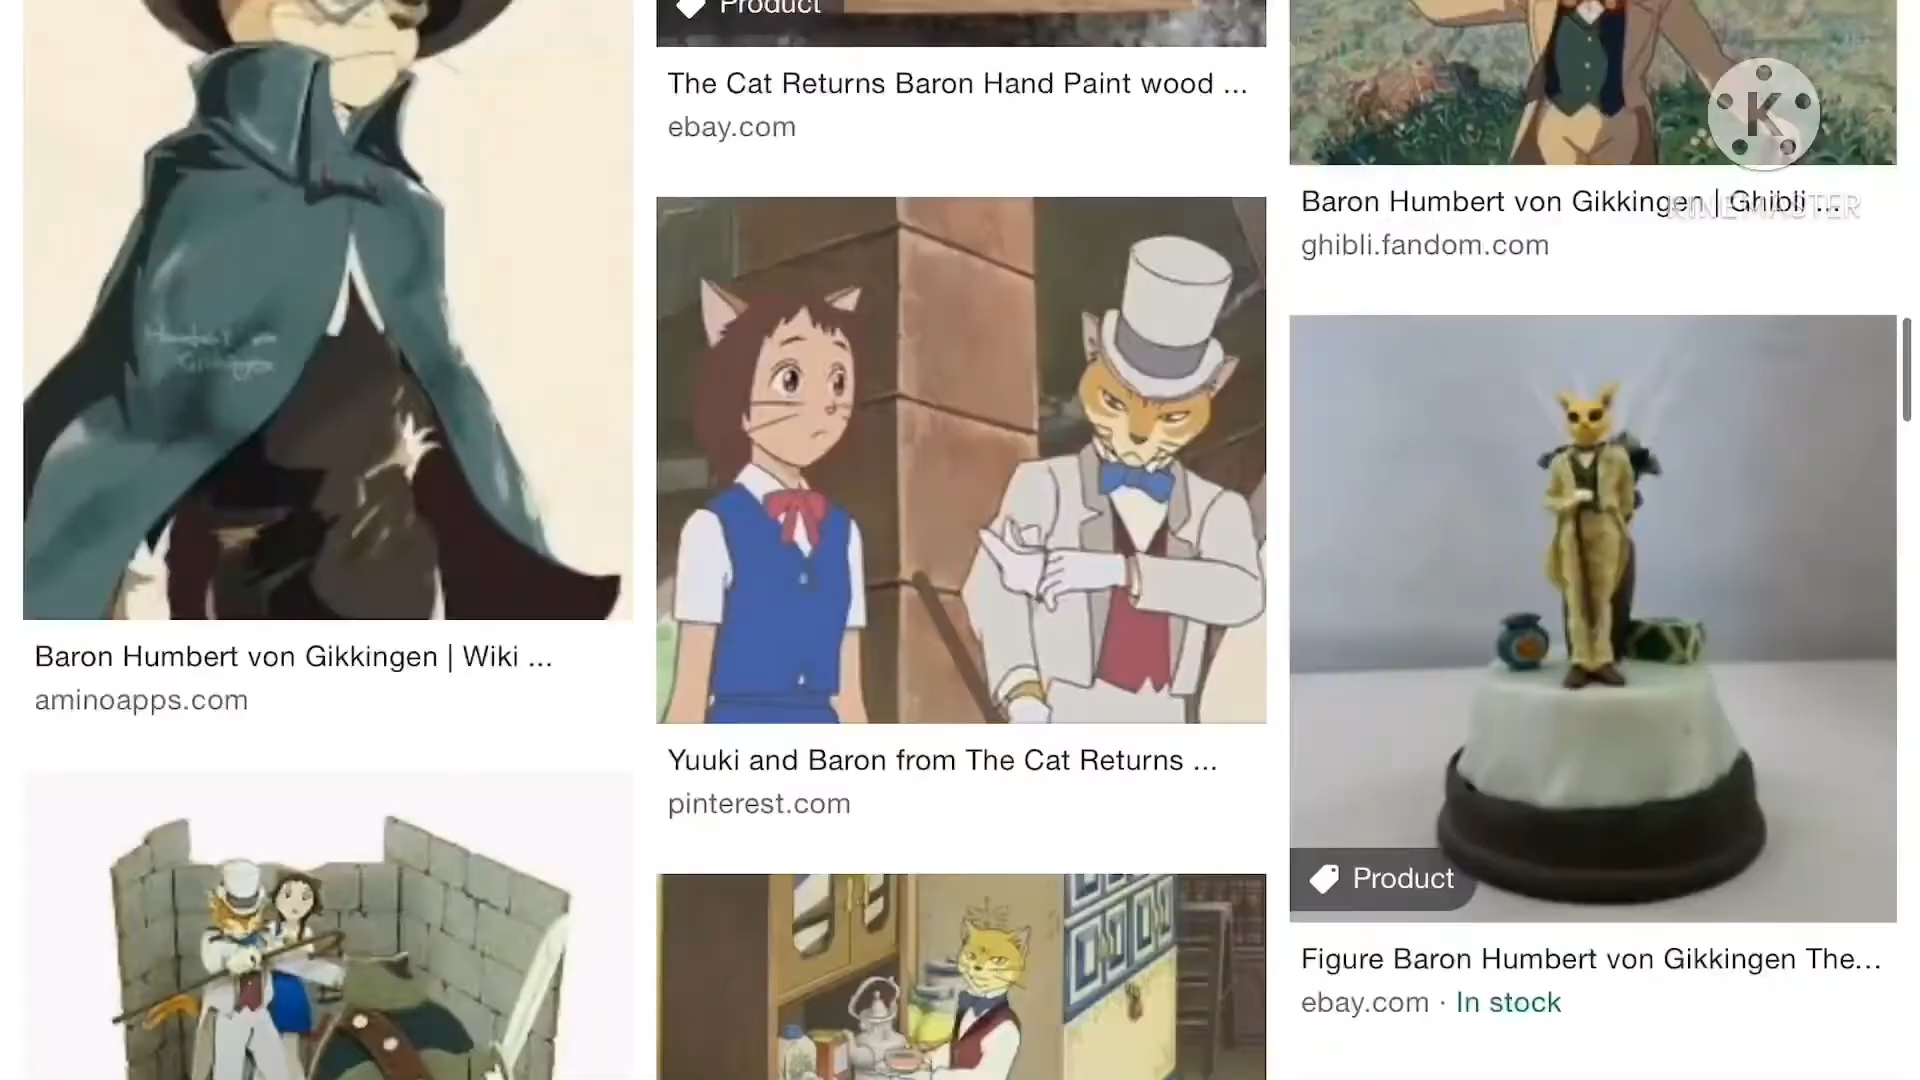 Product
The Cat Returns Baron Hand Paint wood ...
ebay.com
K
KINEMASTER
Baron Humbert von Gikkingen | Ghibli ...
ghibli.fandom.com
Baron Humbert von Gikkingen | Wiki ...
aminoapps.com
Yuuki and Baron from The Cat Returns ...
pinterest.com
Product
Figure Baron Humbert von Gikkingen The...
ebay.com · In stock